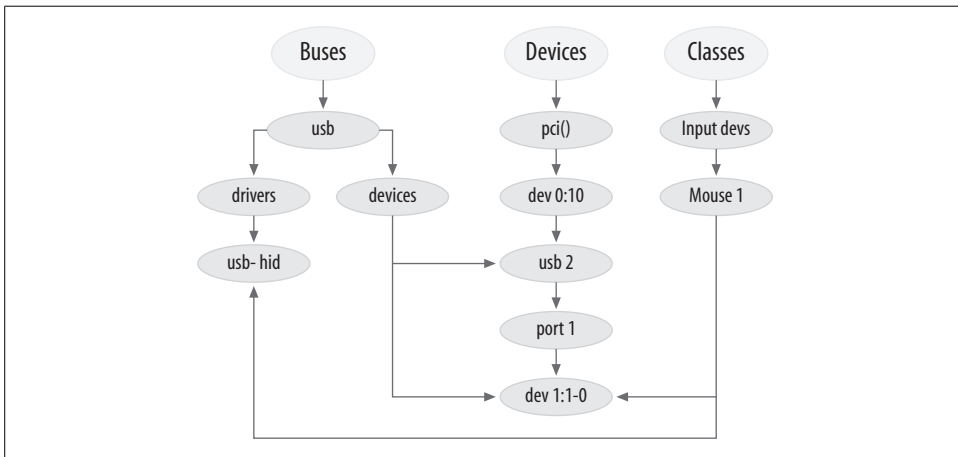 Buses
Devices
Classes
usb
pci()
Input devs
drivers
devices
dev 0:10
Mouse 1
usb- hid
usb 2
port 1
dev 1:1-0